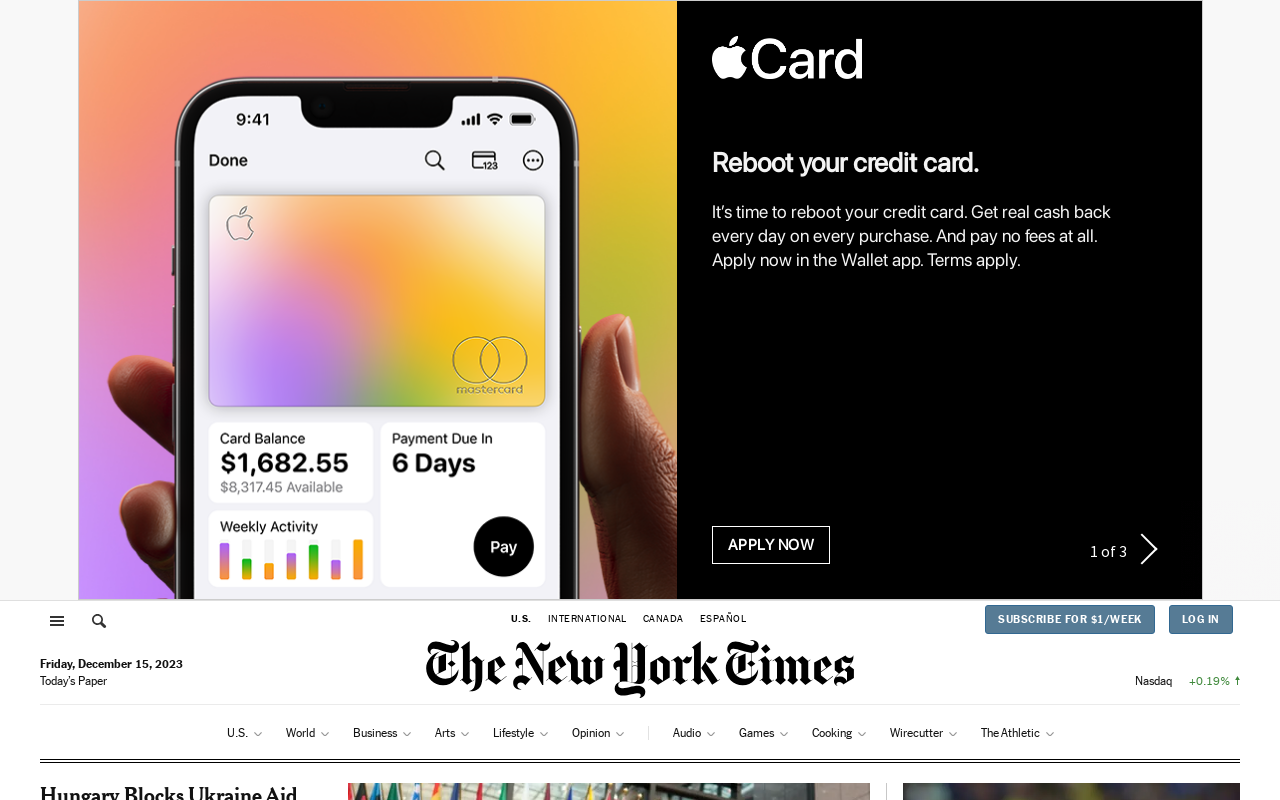 Card
9:41
Done
123
mastercard
Card Balance
$1,682.55
$8,317.45 Available
Payment Due In
6 Days
Weekly Activity
Pay
Reboot your credit card.
It's time to reboot your credit card. Get real cash back
every day on every purchase. And pay no fees at all.
Apply now in the Wallet app. Terms apply.
APPLY NOW
1 of 3
U.S. INTERNATIONAL CANADA ESPAÑOL
SUBSCRIBE FOR $1/WEEK
LOG IN
Friday, December 15, 2023
Today's Paper
The New York Times
Nasdaq +0.19% ↑
U.S. World Business Arts Lifestyle Opinion Audio Games Cooking Wirecutter The Athletic
Hungary Blocks Ukraine Aid